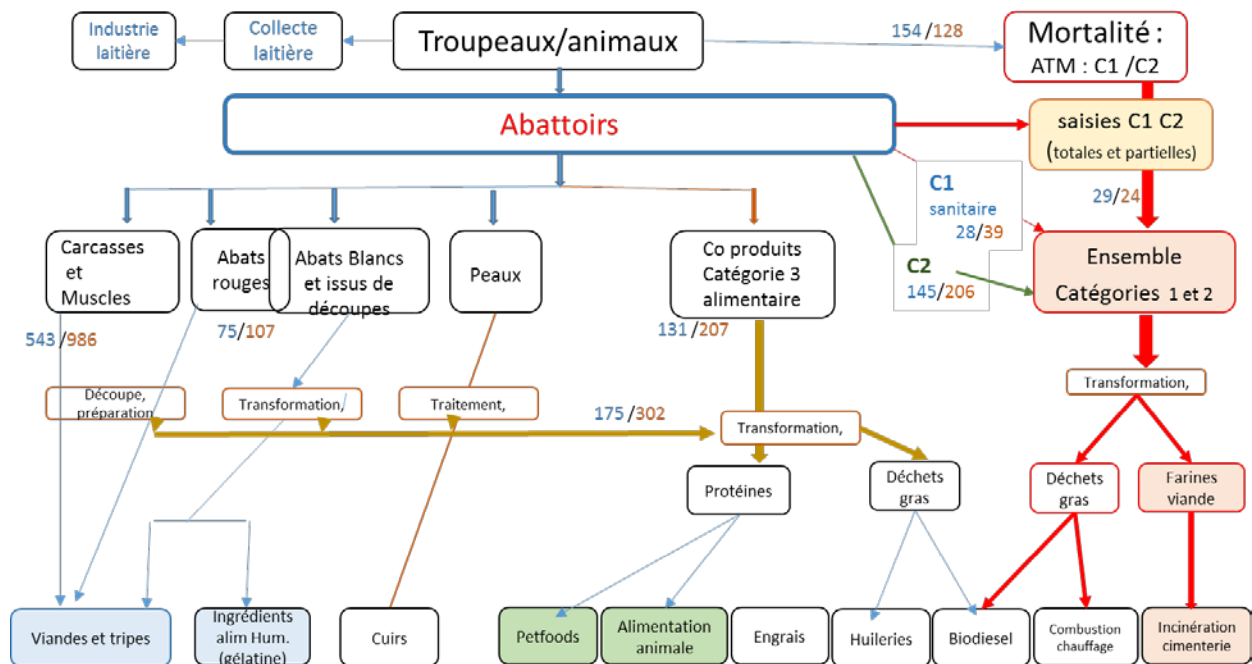 Industrie
laitière
Collecte
laitière
Troupeaux/animaux
154 /128
Mortalité :
ATM : C1 /C2
Abattoirs
saisies C1 C2
(totales et partielles)
C1
sanitaire
28/39
29/24
Carcasses
et
Muscles
Abats
rouges
Abats Blancs
et issus de
découpes
Peaux
Co produits
Catégorie 3
alimentaire
C2
145/206
Ensemble
Catégories 1 et 2
543 /986
75/107
131/207
Découpe,
préparation
Transformation,
Traitement,
175 /302
Transformation,
Transformation,
Protéines
Déchets
gras
Déchets
gras
Farines
viande
Viandes et tripes
Ingrédients
alim Hum.
(gélatine)
Cuirs
Petfoods
Alimentation
animale
Engrais
Huileries
Biodiesel
Combustion
chauffage
Incinération
cimenterie